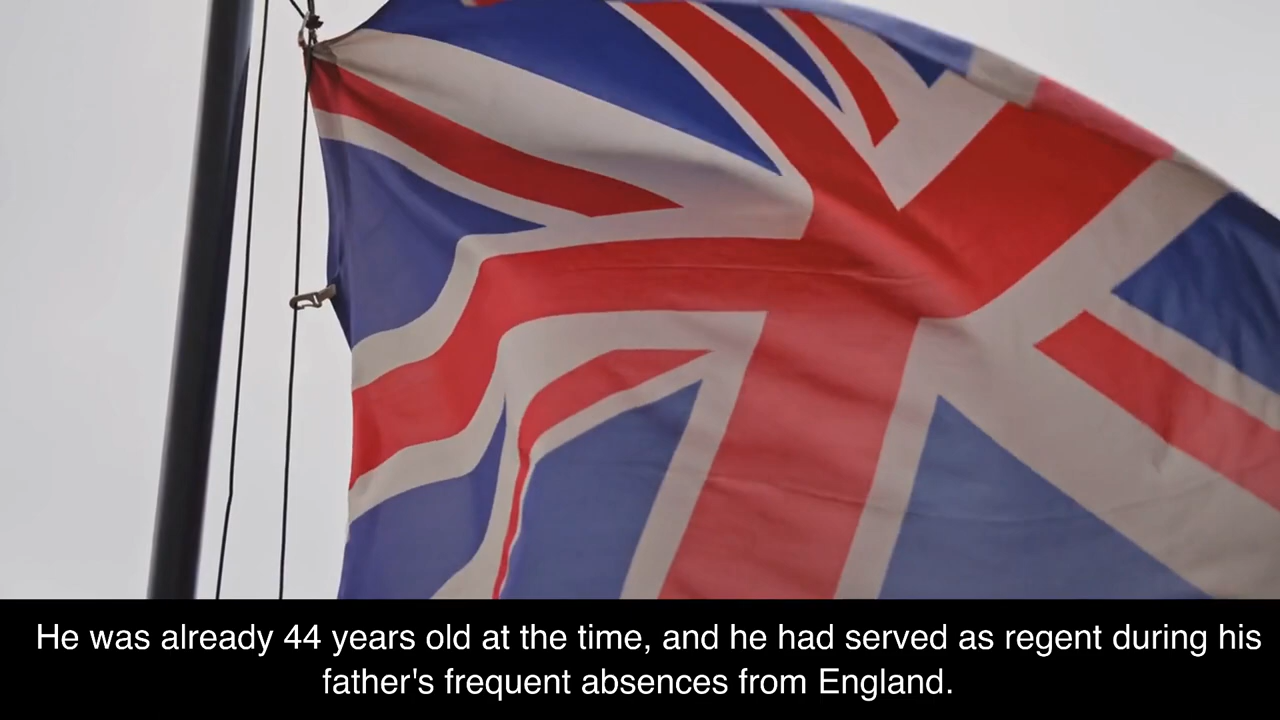 He was already 44 years old at the time, and he had served as regent during his
father's frequent absences from England.